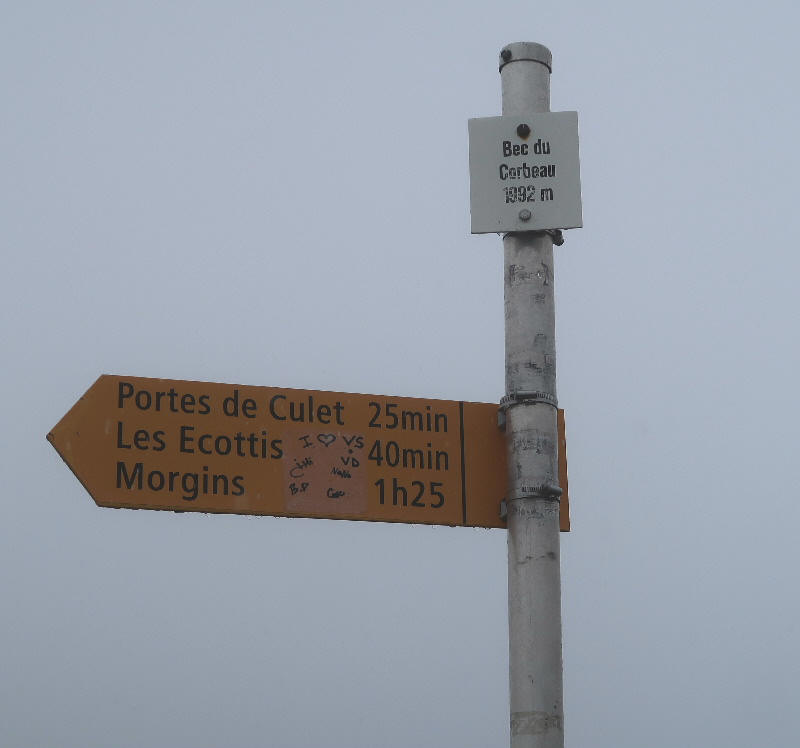 Bec du
Corbeau
1992 m
Portes de Culet 25min
Les Ecottis 40min
Morgins 1h25
I ♡ VS
VD